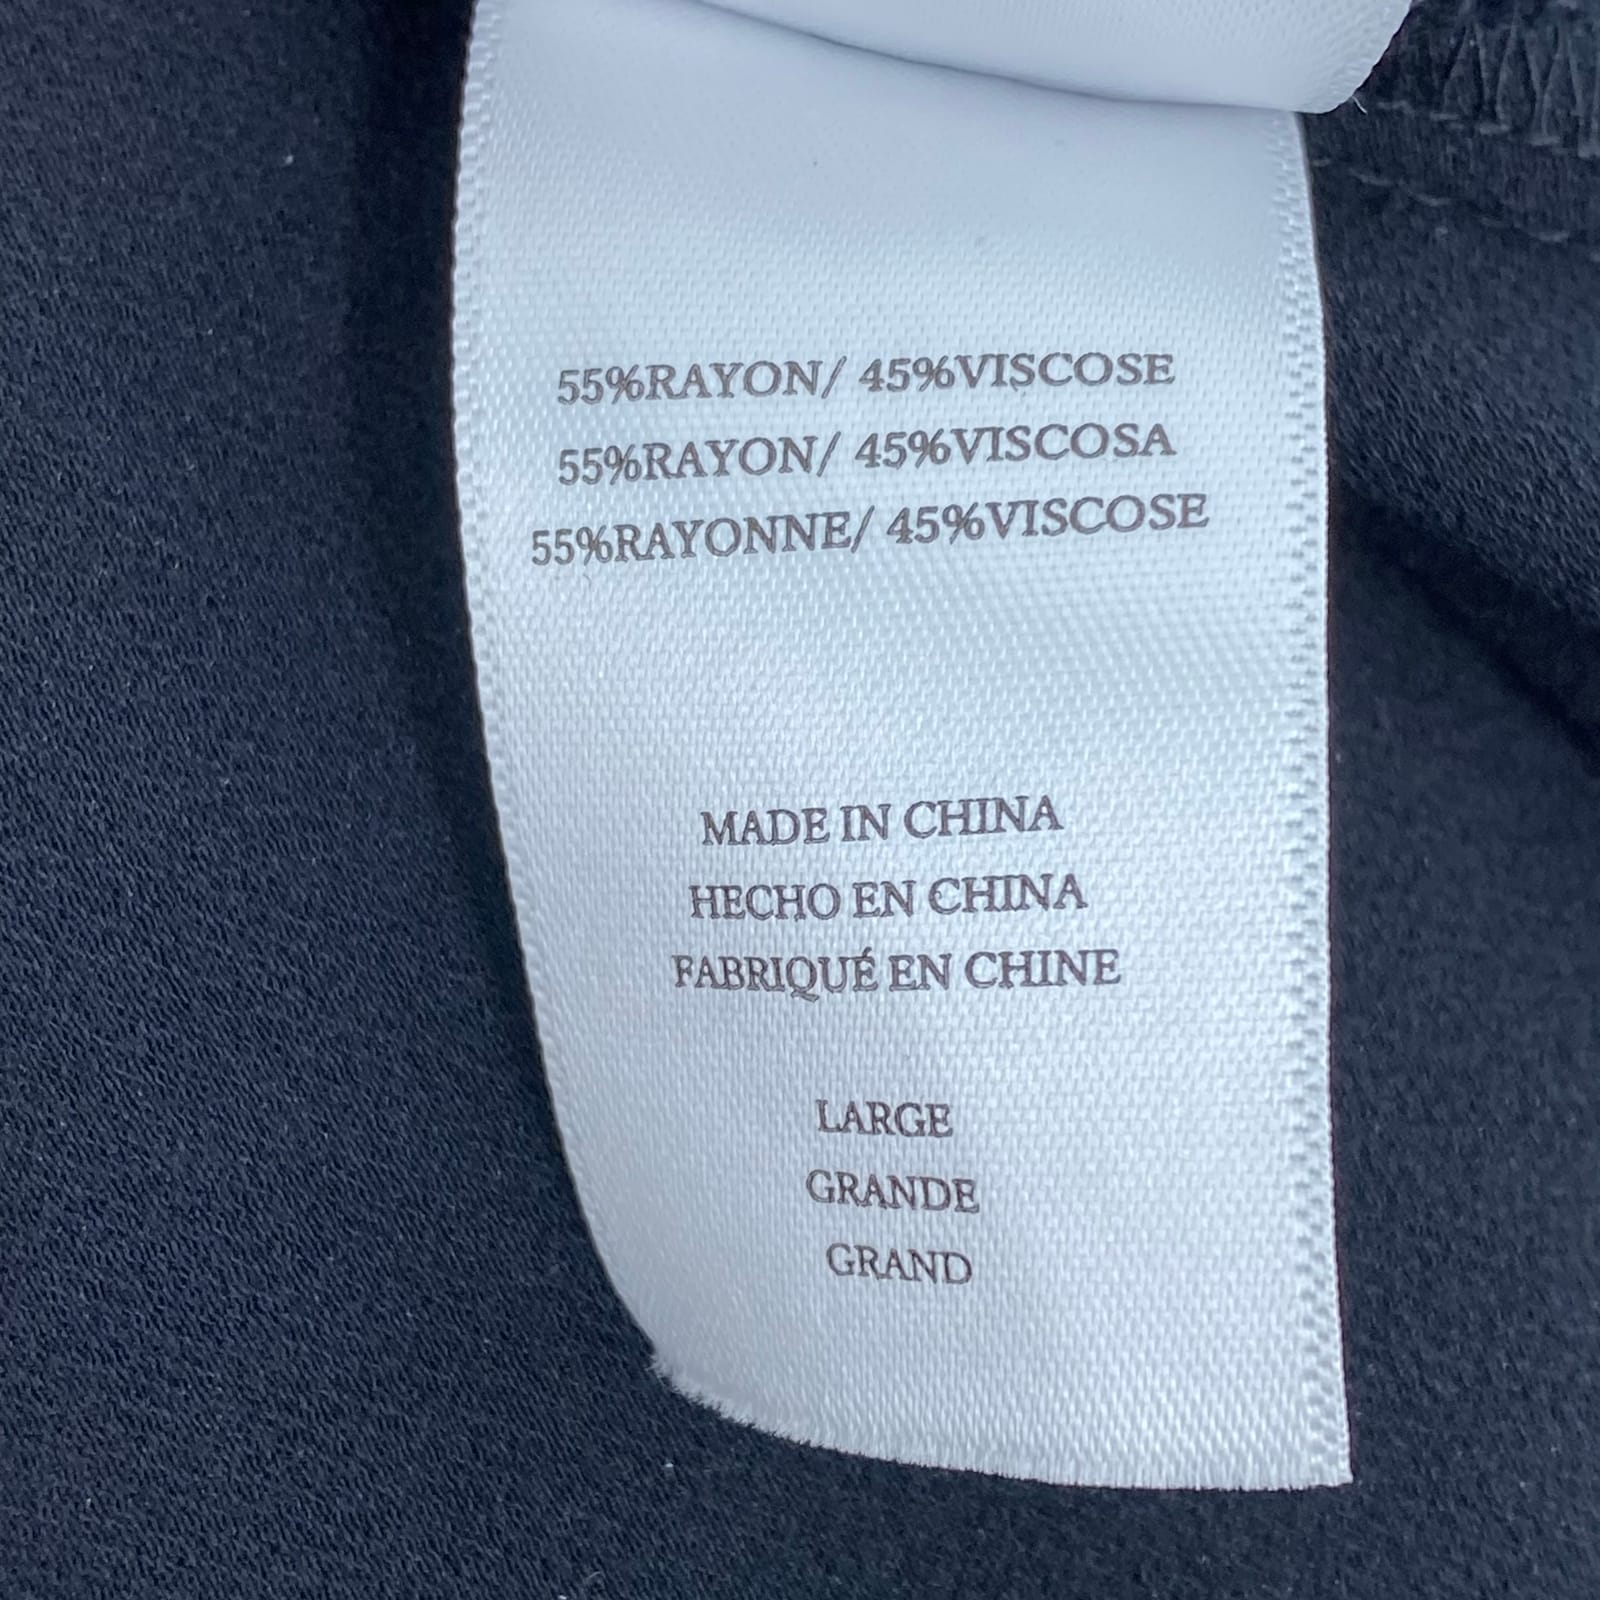 55%RAYON/ 45%VISCOSE
55%RAYON/ 45%VISCOSA
55%RAYONNE/ 45%VISCOSE
MADE IN CHINA
HECHO EN CHINA
FABRIQUÉ EN CHINE
LARGE
GRANDE
GRAND